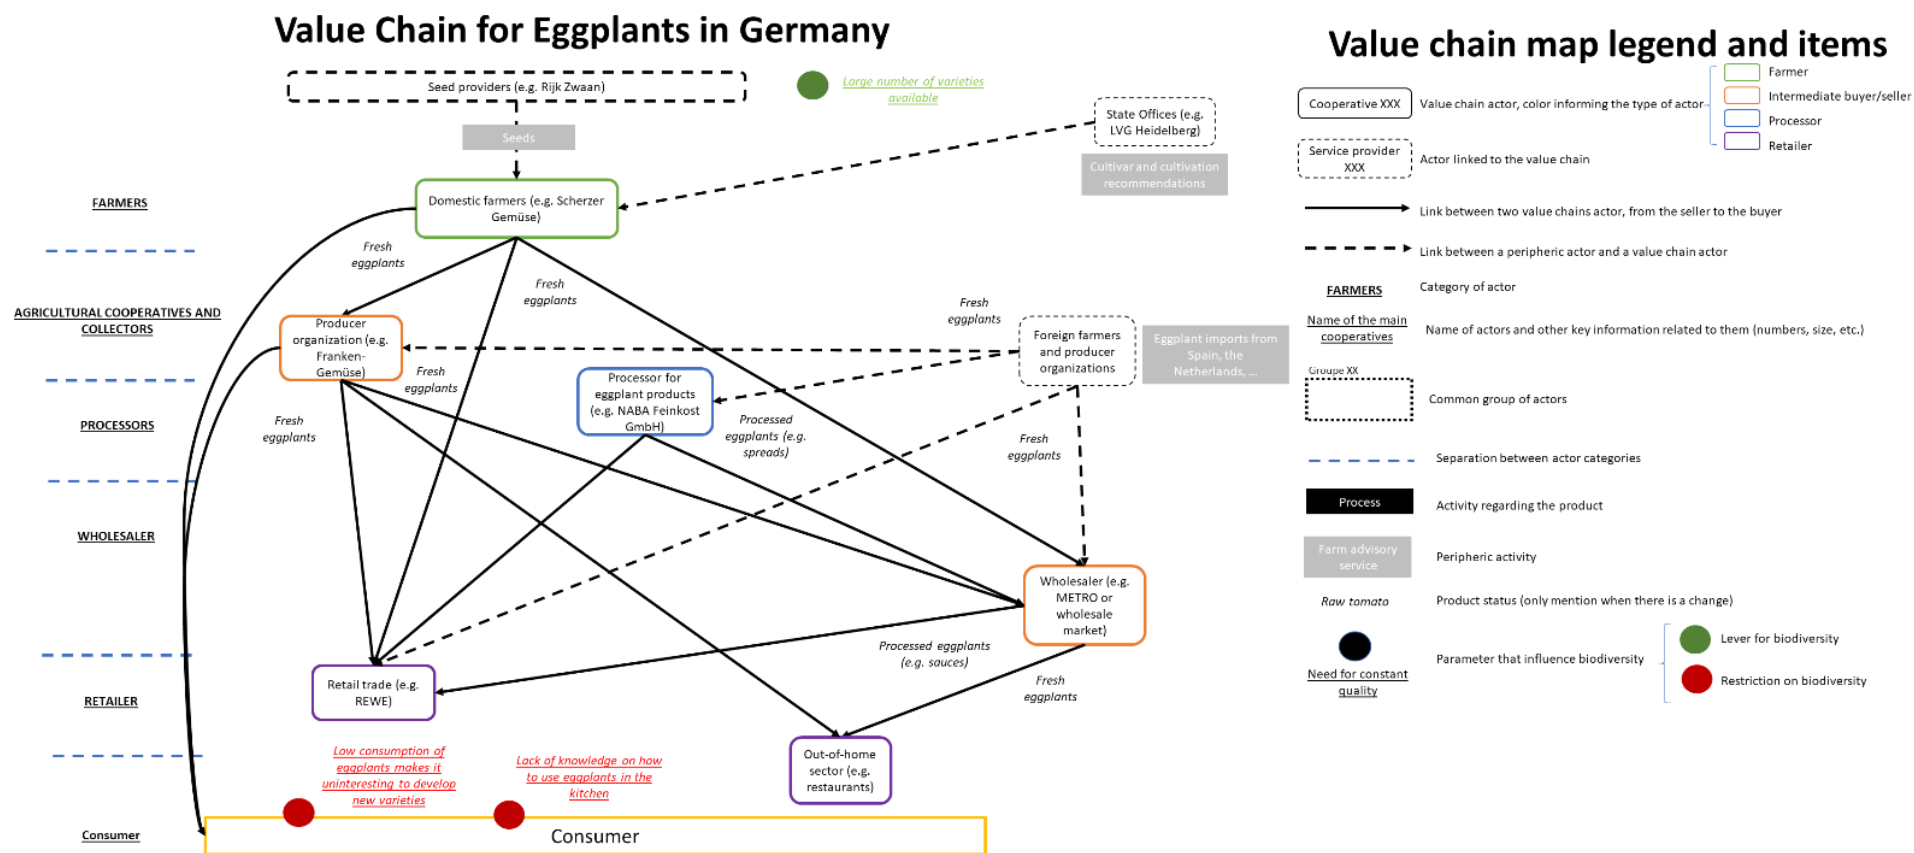 Value Chain for Eggplants in Germany
Seed providers (e.g. Rijk Zwaan)
Large number of varieties
available
Seeds
State Offices (e.g.
LVG Heidelberg)
Cultivar and cultivation
recommendations
FARMERS
Domestic farmers (e.g. Scherzer
Gemüse)
Fresh
eggplants
Fresh
eggplants
AGRICULTURAL COOPERATIVES AND
COLLECTORS
Producer
organization (e.g.
Franken-
Gemüse)
Fresh
eggplants
Foreign farmers
and producer
organizations
Eggplant imports from
Spain, the
Netherlands, ...
Fresh
eggplants
Processor for
eggplant products
(e.g. NABA Feinkost
GmbH)
PROCESSORS
Fresh
eggplants
Processed
eggplants (e.g.
spreads)
Fresh
eggplants
WHOLESALER
Wholesaler (e.g.
METRO or
wholesale
market)
Processed eggplants
(e.g. sauces)
Fresh
eggplants
RETAILER
Retail trade (e.g.
REWE)
Out-of-home
sector (e.g.
restaurants)
Low consumption of
eggplants makes it
uninteresting to develop
new varieties
Lack of knowledge on how
to use eggplants in the
kitchen
Consumer
Consumer
Value chain map legend and items
Cooperative XXX
Value chain actor, color informing the type of actor
Farmer
Intermediate buyer/seller
Processor
Retailer
Service provider
XXX
Actor linked to the value chain
Link between two value chains actor, from the seller to the buyer
Link between a peripheric actor and a value chain actor
FARMERS
Category of actor
Name of the main
cooperatives
Name of actors and other key information related to them (numbers, size, etc.)
Groupe XX
Common group of actors
Separation between actor categories
Process
Activity regarding the product
Farm advisory
service
Peripheric activity
Raw tomato
Product status (only mention when there is a change)
Need for constant
quality
Parameter that influence biodiversity
Lever for biodiversity
Restriction on biodiversity